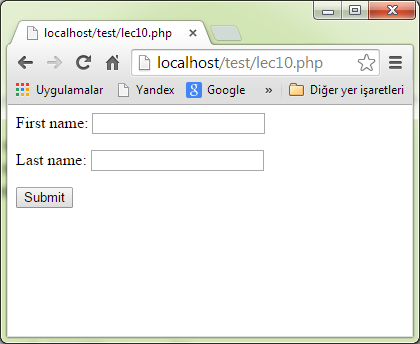 localhost/test/lec10.php
localhost/test/lec10.php
Uygulamalar Yandex Google » Diğer yer işaretleri
First name:
Last name:
Submit